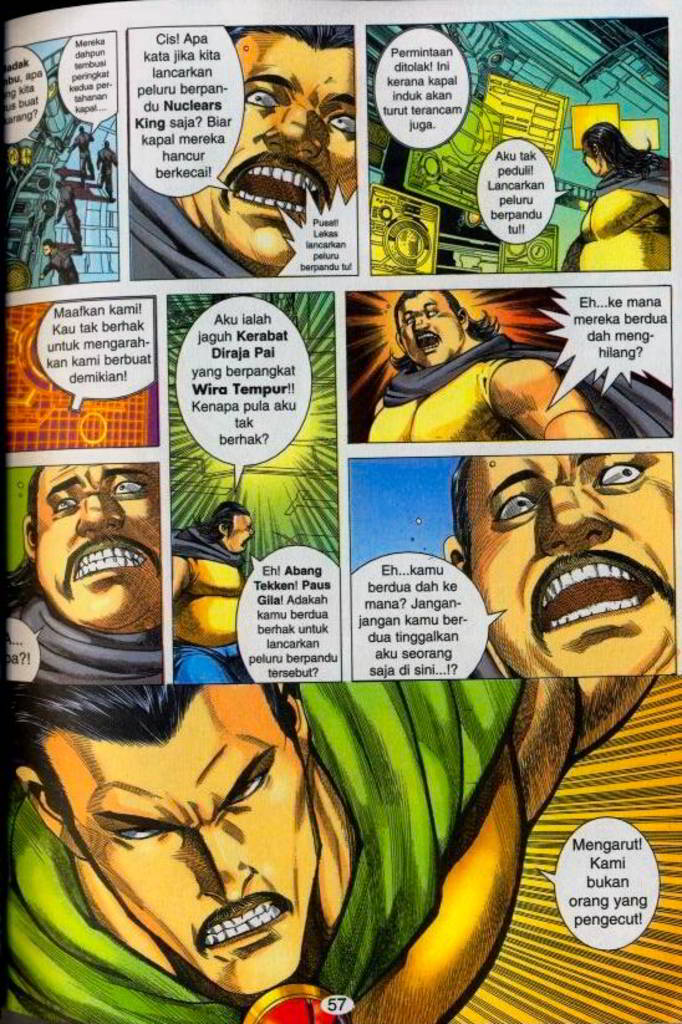 Mereka
dahpun
tembusi
peringkat
kedua per-
tahanan
kapal....
apa
kita
buat
Cis! Apa
kata jika kita
lancarkan
peluru berpan-
du Nuclears
King saja? Biar
kapal mereka
hancur
berkecai!
Pusat!
Lekas
lancarkan
peluru
berpandu tu!
Permintaan
ditolak! Ini
kerana kapal
induk akan
turut terancam
juga.
Aku tak
peduli!
Lancarkan
peluru
berpandu
tu!!
Maafkan kami!
Kau tak berhak
untuk mengarah-
kan kami berbuat
demikian!
Aku ialah
jaguh Kerabat
Diraja Pai
yang berpangkat
Wira Tempur!!
Kenapa pula aku
tak
berhak?
Eh! Abang
Tekken! Paus
Gila! Adakah
kamu berdua
berhak untuk
lancarkan
peluru berpandu
tersebut?
Eh...ke mana
mereka berdua
dah meng-
hilang?
Eh...kamu
berdua dah ke
mana? Jangan-
jangan kamu ber-
dua tinggalkan
aku seorang
saja di sini...!?
Mengarut!
Kami
bukan
orang yang
pengecut!
57